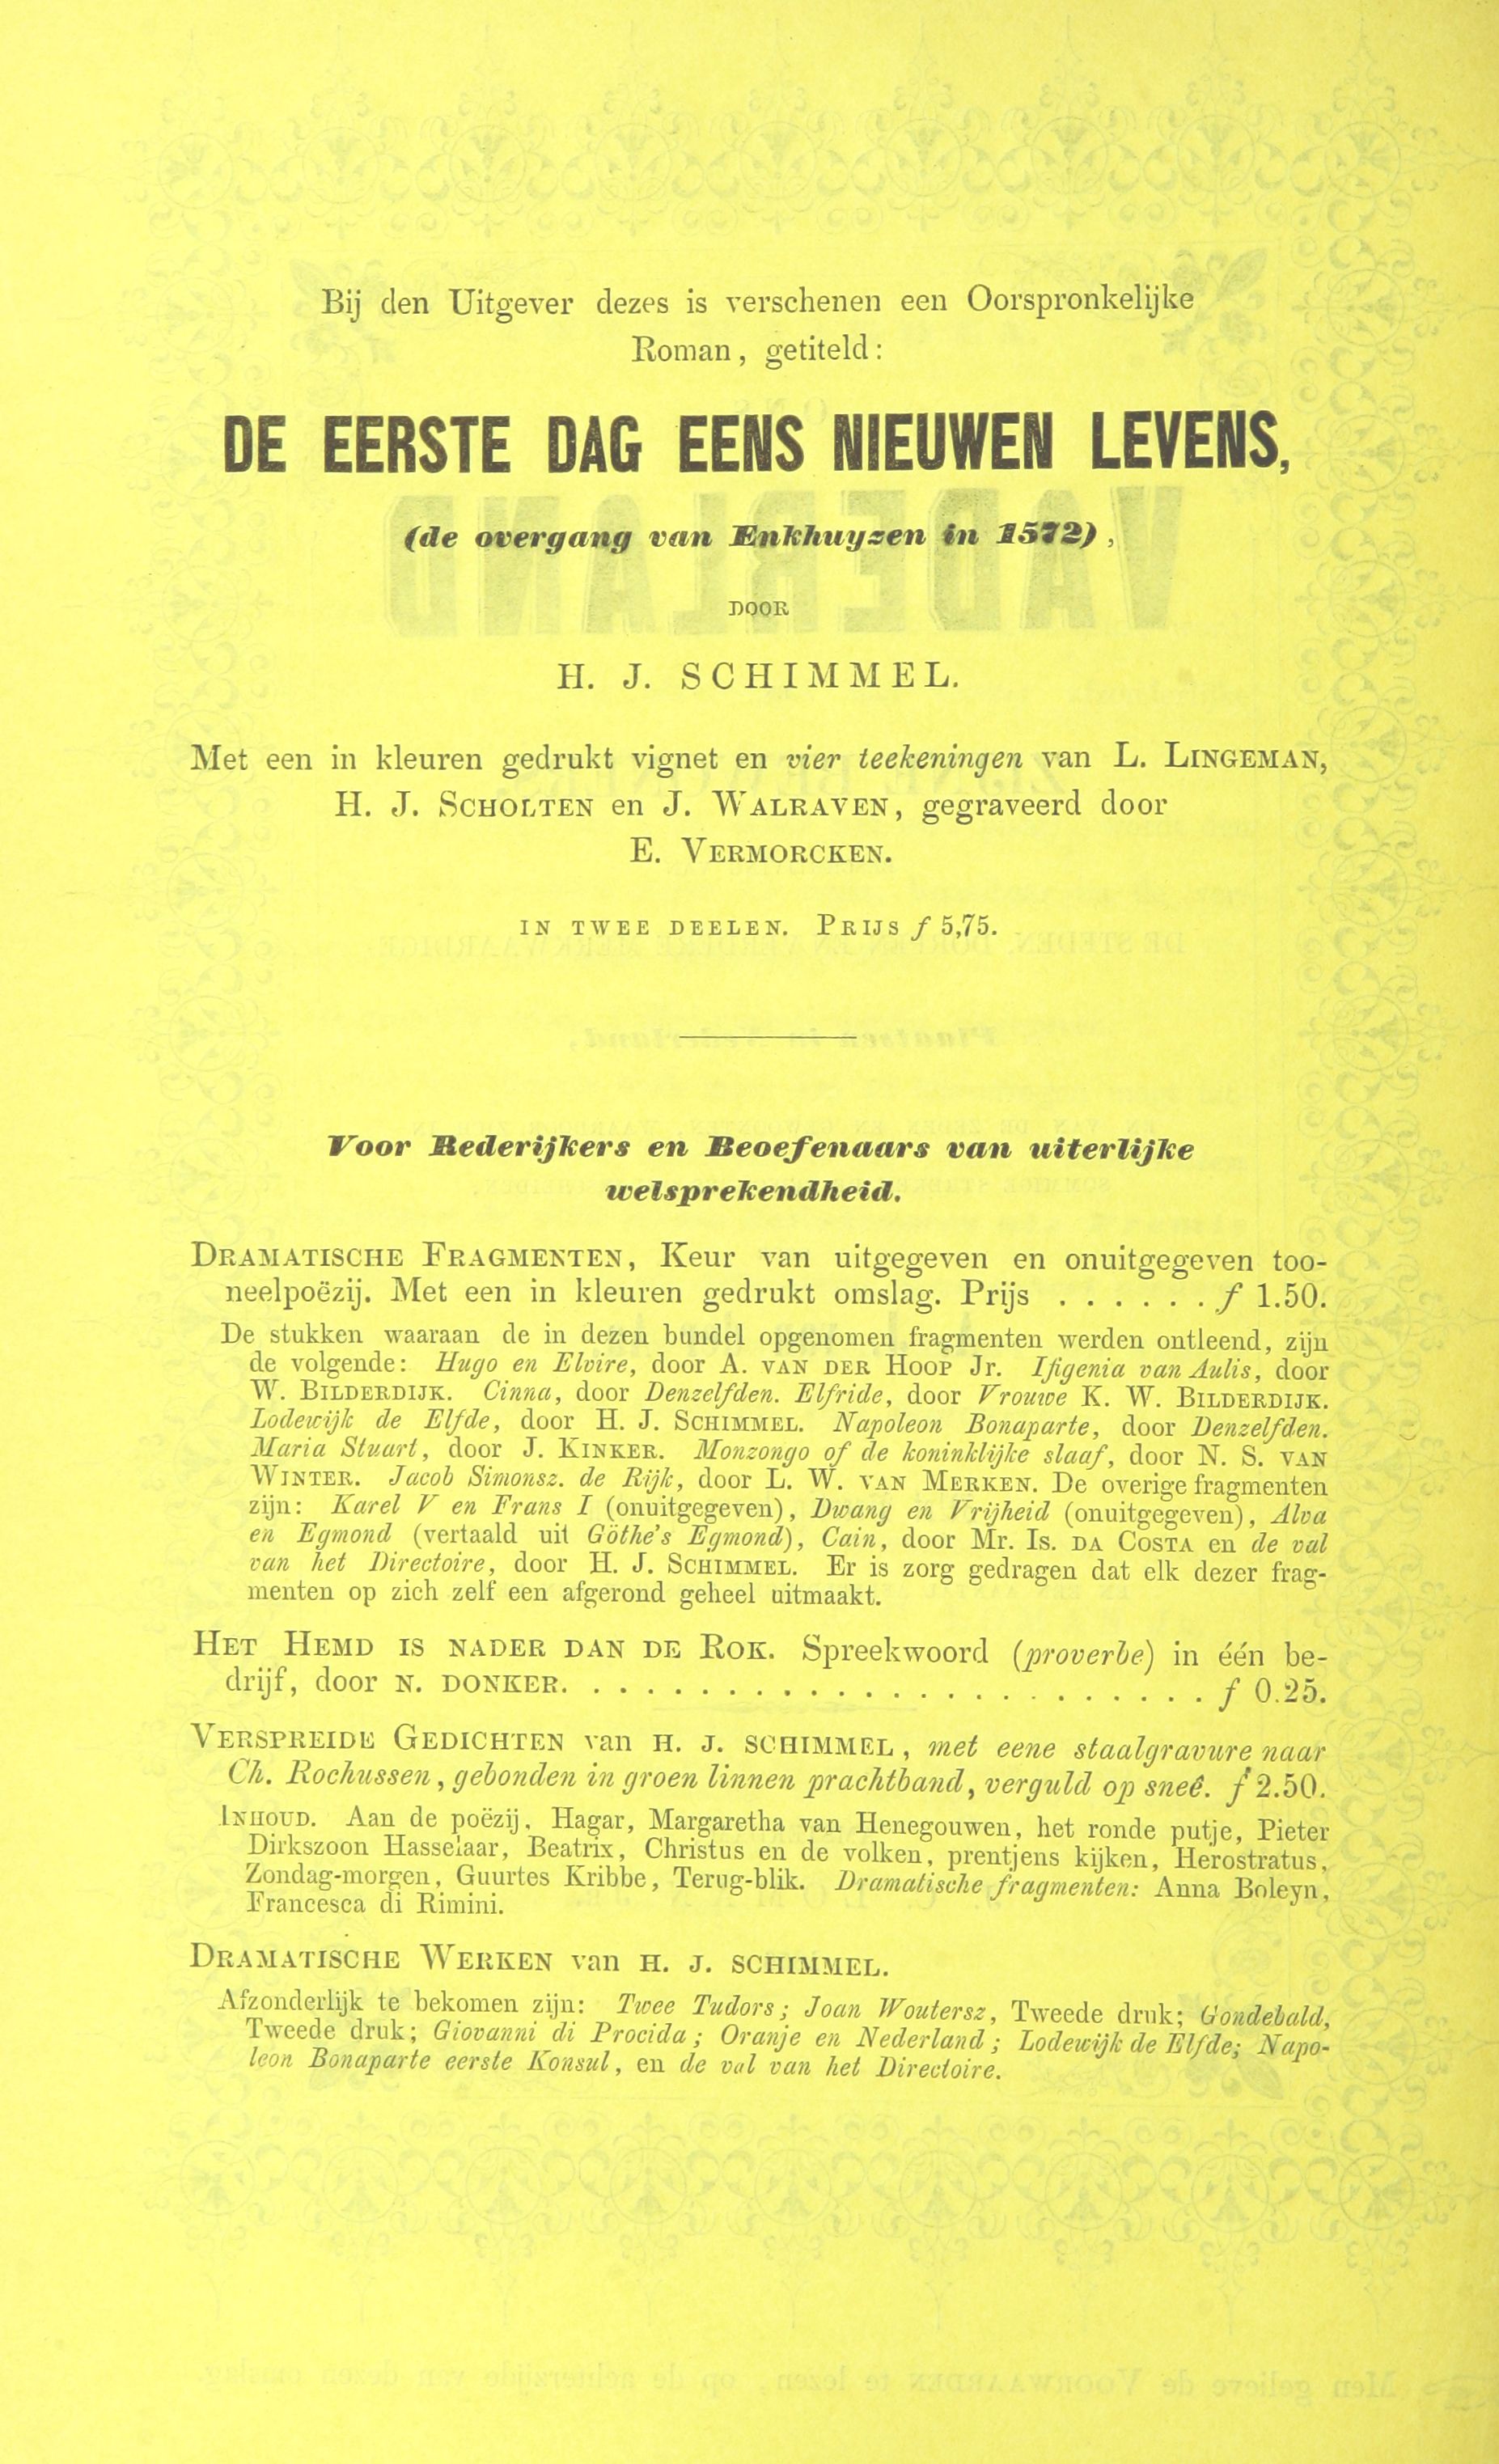 Bij den Uitgever dezes is verschenen een Oorspronkelijke
Roman, getiteld:
DE EERSTE DAG EENS NIEUWEN LEVENS,
(de overgang van Enkhuyzen in 1572),
DOOR
H. J. SCHIMMEL.
Met een in kleuren gedrukt vignet en vier teekeningen van L. LINGEMAN,
H. J. SCHOLTEN en J. WALRAVEN, gegraveerd door
E. VERMORCKEN.
IN TWEE DEELEN. PRIJS ƒ 5,75.
Voor Rederijkers en Beoefenaars van uiterlijke
welsprekendheid.
DRAMATISCHE FRAGMENTEN, Keur van uitgegeven en onuitgegeven too-
neelpoëzij. Met een in kleuren gedrukt omslag. Prijs . . . . . . ƒ 1.50.
De stukken waaraan de in dezen bundel opgenomen fragmenten werden ontleend, zijn
de volgende: Hugo en Elvire, door A. VAN DER HOOP Jr. Ifigenia van Aulis, door
W. BILDERDIJK. Cinna, door Denzelfden. Elfride, door Vrouwe K. W. BILDERDIJK.
Lodewijk de Elfde, door H. J. SCHIMMEL. Napoleon Bonaparte, door Denzelfden.
Maria Stuart, door J. KINKER. Monzongo of de koninklijke slaaf, door N. S. VAN
WINTER. Jacob Simonsz. de Rijk, door L. W. VAN MERKEN. De overige fragmenten
zijn: Karel V en Frans I (onuitgegeven), Dwang en Vrijheid (onuitgegeven), Alva
en Egmond (vertaald uit Göthe's Egmond), Cain, door Mr. Is. DA COSTA en de val
van het Directoire, door H. J. SCHIMMEL. Er is zorg gedragen dat elk dezer frag-
menten op zich zelf een afgerond geheel uitmaakt.
HET HEMD IS NADER DAN DE ROK. Spreekwoord (proverbe) in één be-
drijf, door N. DONKER. . . . . . . . . . . . . . . . . . . . . . . . ƒ 0.25.
VERSPREIDE GEDICHTEN van H. J. SCHIMMEL, met eene staalgravure naar
Ch. Rochussen, gebonden in groen linnen prachtband, verguld op sneê. ƒ 2.50.
INHOUD. Aan de poëzij, Hagar, Margaretha van Henegouwen, het ronde putje, Pieter
Dirkszoon Hasselaar, Beatrix, Christus en de volken, prentjens kijken, Herostratus,
Zondag-morgen, Guurtes Kribbe, Terug-blik. Dramatische fragmenten: Anna Boleyn,
Francesca di Rimini.
DRAMATISCHE WERKEN van H. J. SCHIMMEL.
Afzonderlijk te bekomen zijn: Twee Tudors; Joan Woutersz, Tweede druk; Gondebald,
Tweede druk; Giovanni di Procida; Oranje en Nederland; Lodewijk de Elfde; Napo-
leon Bonaparte eerste Konsul, en de val van het Directoire.